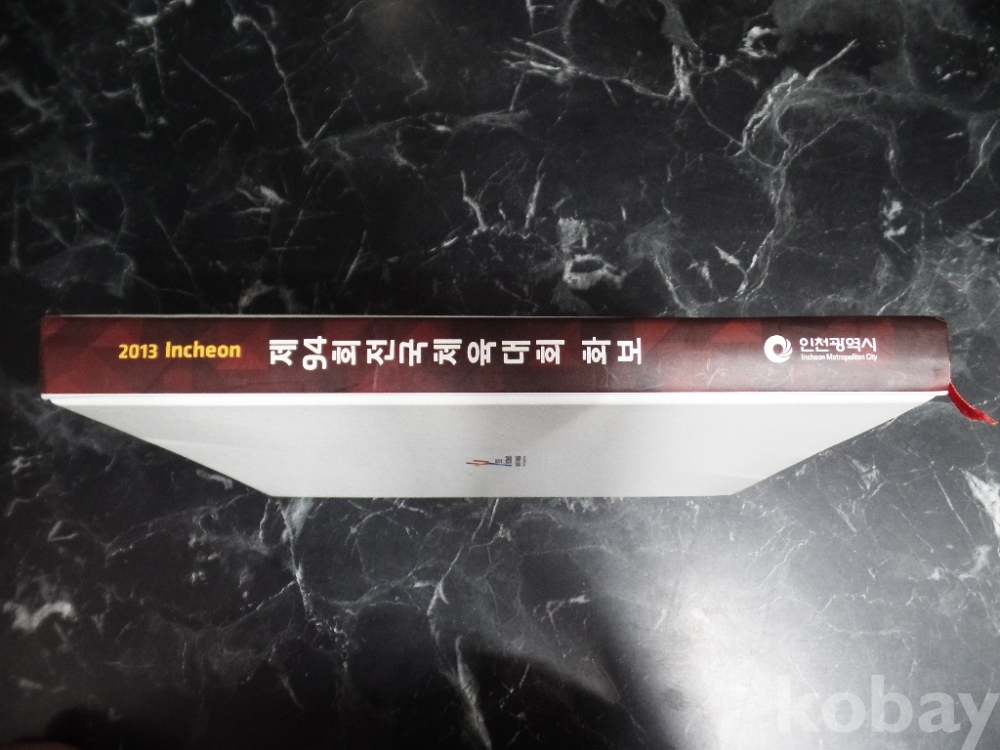 2013 Incheon
제94회전국체육대회 화보
인천광역시
Incheon Metropolitan City
kobay